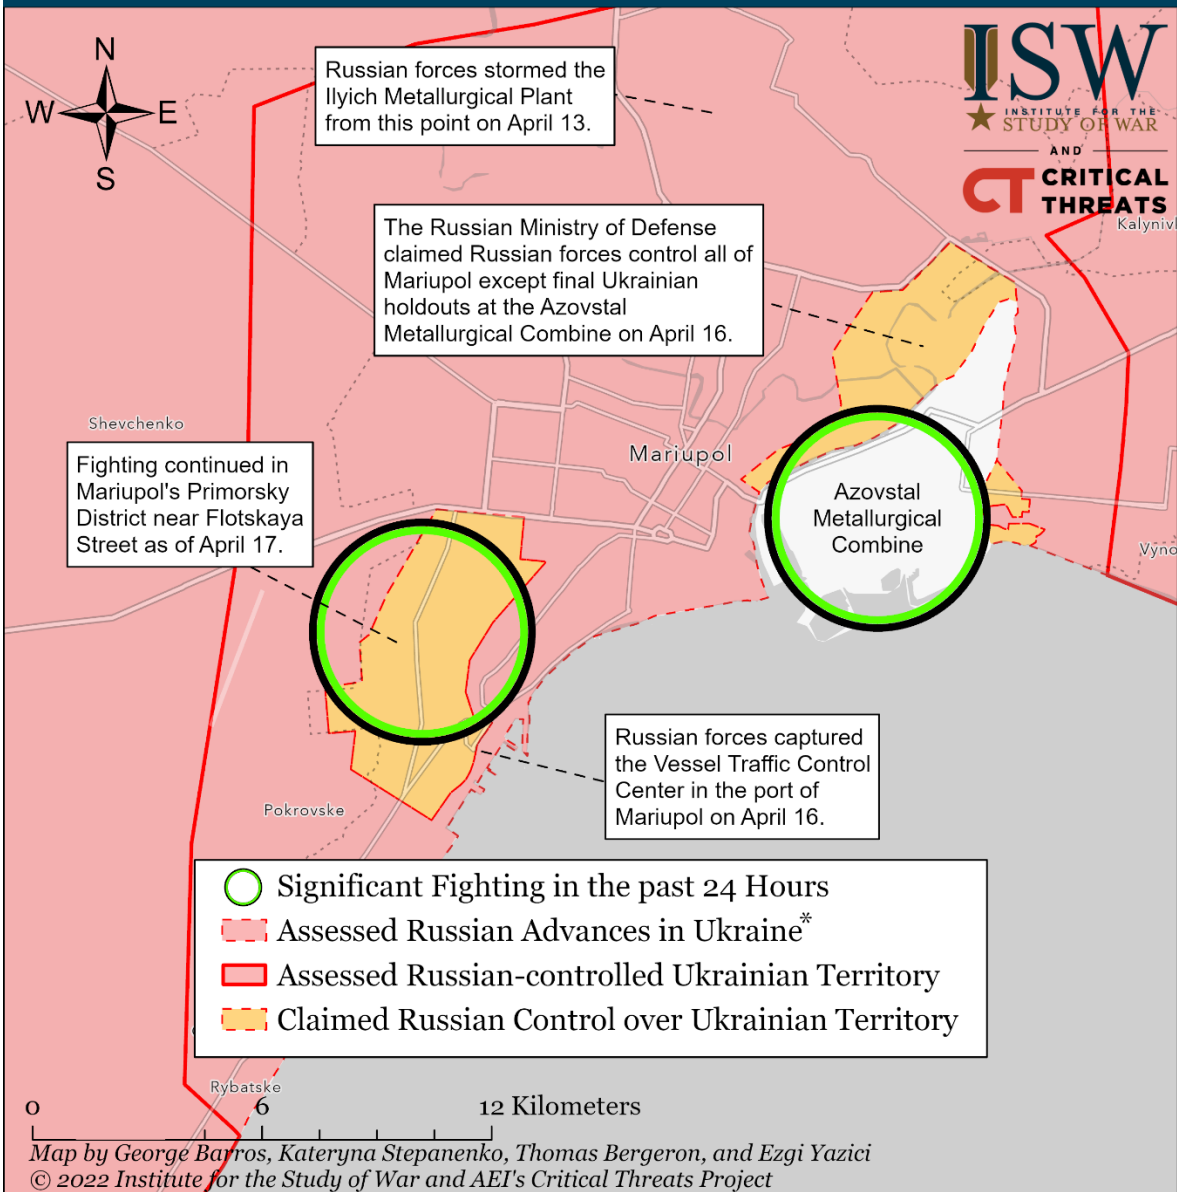 N
W E
S
Russian forces stormed the
Ilyich Metallurgical Plant
from this point on April 13.
ISW
INSTITUTE FOR THE
STUDY OF WAR
AND
CT CRITICAL
THREATS
The Russian Ministry of Defense
claimed Russian forces control all of
Mariupol except final Ukrainian
holdouts at the Azovstal
Metallurgical Combine on April 16.
Shevchenko
Mariupol
Fighting continued in
Mariupol's Primorsky
District near Flotskaya
Street as of April 17.
Azovstal
Metallurgical
Combine
Russian forces captured
the Vessel Traffic Control
Center in the port of
Mariupol on April 16.
Pokrovske
Significant Fighting in the past 24 Hours
Assessed Russian Advances in Ukraine*
Assessed Russian-controlled Ukrainian Territory
Claimed Russian Control over Ukrainian Territory
Rybatske
0 6 12 Kilometers
Map by George Barros, Kateryna Stepanenko, Thomas Bergeron, and Ezgi Yazici
© 2022 Institute for the Study of War and AEI's Critical Threats Project